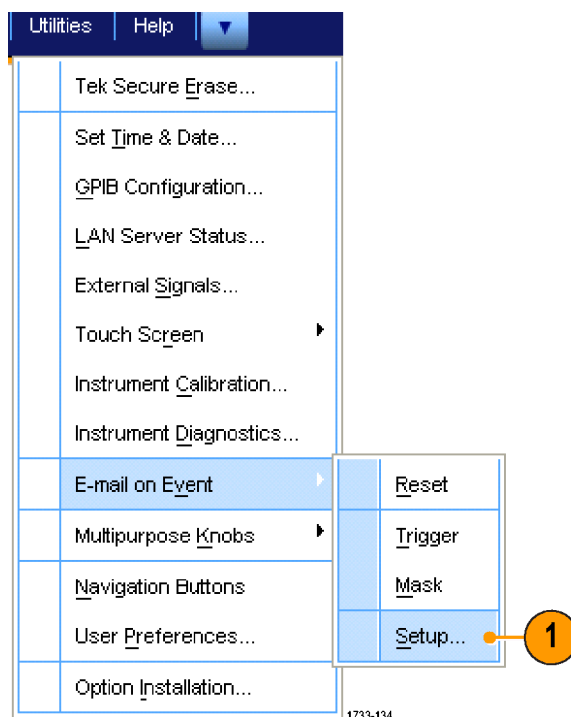 Utilities Help
Tek Secure Erase...
Set Time & Date...
GPIB Configuration...
LAN Server Status...
External Signals...
Touch Screen
Instrument Calibration...
Instrument Diagnostics...
E-mail on Event
Reset
Multipurpose Knobs
Trigger
Navigation Buttons
Mask
User Preferences...
Setup...
1
Option Installation...
1733-134